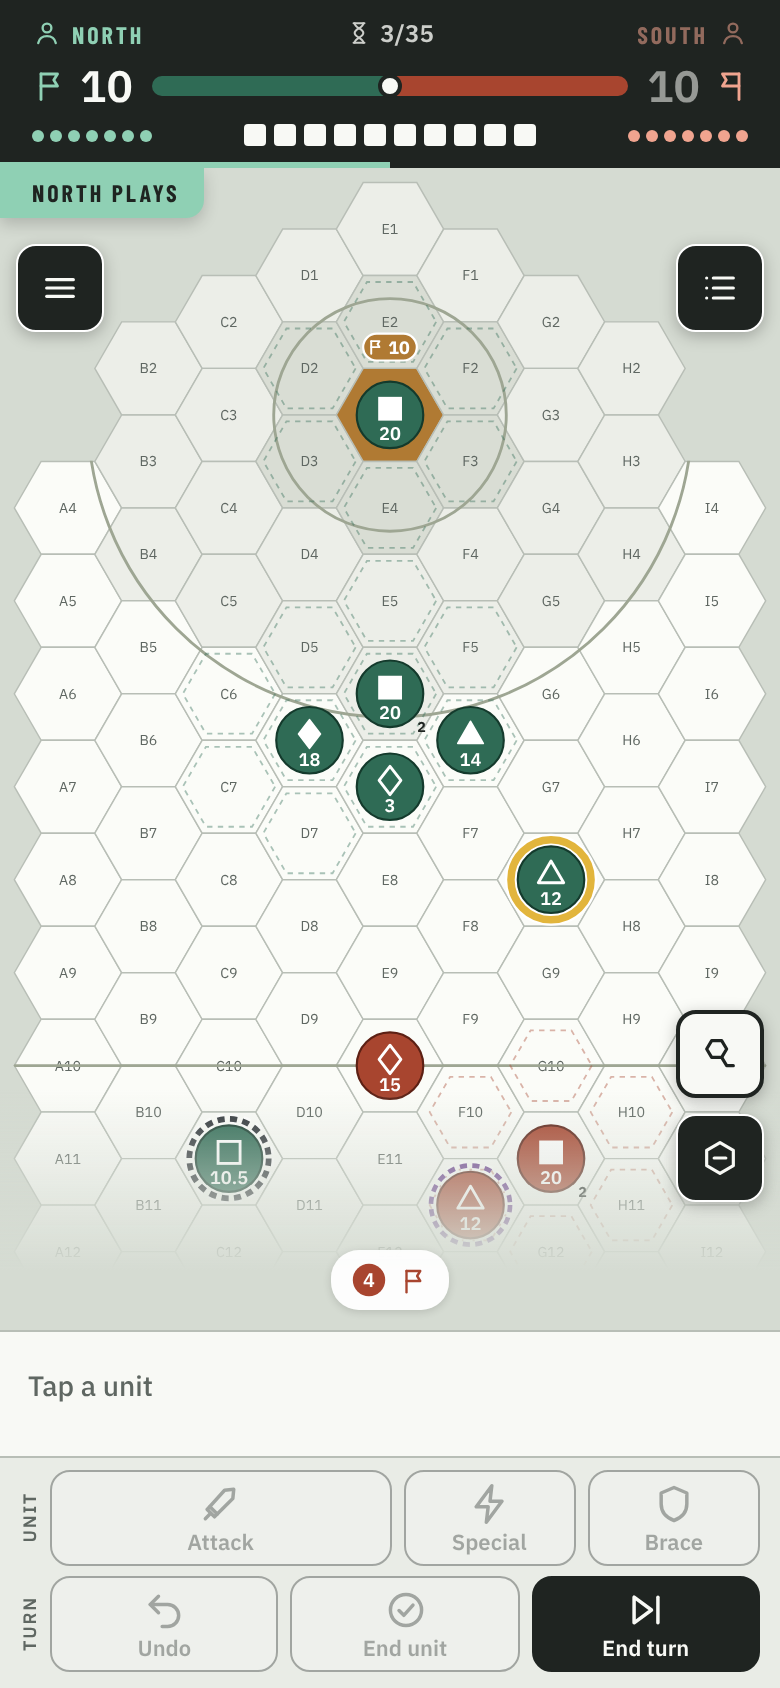 NORTH
3/35
SOUTH
10
10
NORTH PLAYS
E1
D1
F1
C2
E2
G2
10
B2
D2
F2
H2
C3
20
G3
B3
D3
F3
H3
A4
C4
E4
G4
I4
B4
D4
F4
H4
A5
C5
E5
G5
I5
B5
D5
F5
H5
A6
C6
20
G6
I6
2
B6
18
14
H6
A7
C7
3
G7
I7
B7
D7
F7
H7
A8
C8
E8
12
I8
B8
D8
F8
H8
A9
C9
E9
G9
I9
B9
D9
F9
H9
A10
C10
15
G10
B10
D10
F10
H10
A11
10.5
E11
20
2
B11
D11
12
H11
A12
C12
G12
I12
4
Tap a unit
UNIT
Attack
Special
Brace
TURN
Undo
End unit
End turn